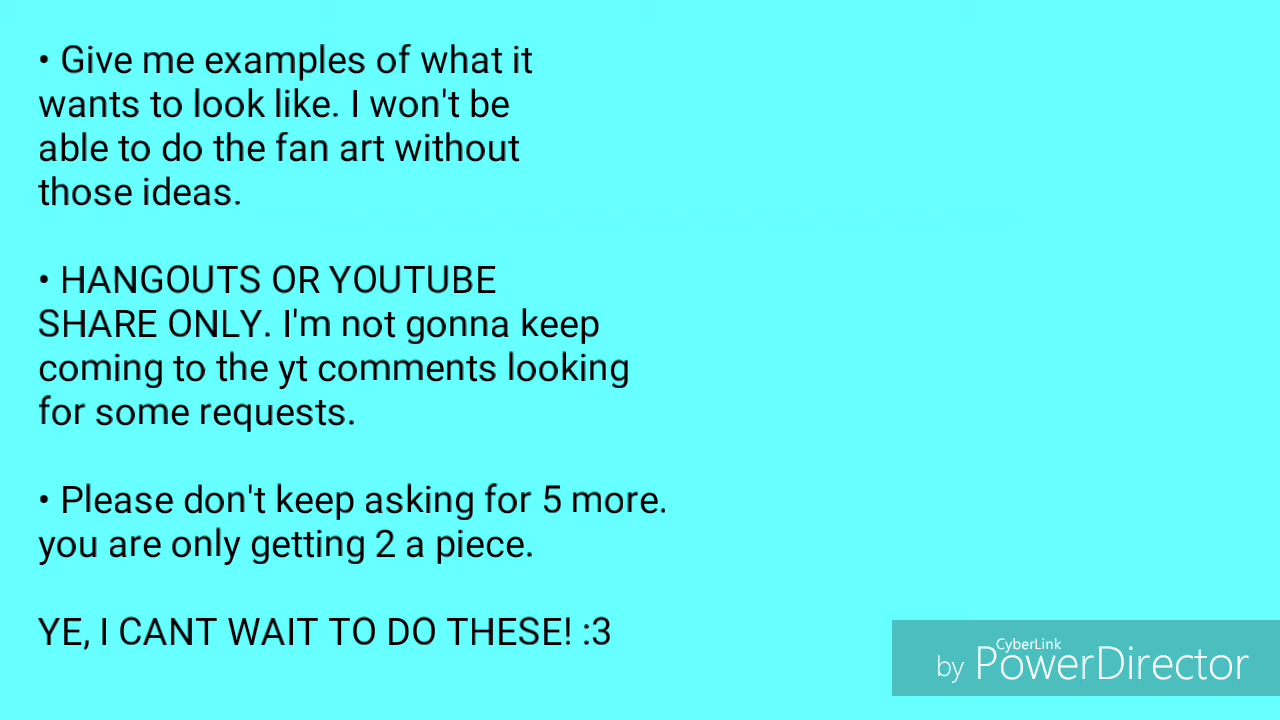 • Give me examples of what it
wants to look like. I won't be
able to do the fan art without
those ideas.
• HANGOUTS OR YOUTUBE
SHARE ONLY. I'm not gonna keep
coming to the yt comments looking
for some requests.
• Please don't keep asking for 5 more.
you are only getting 2 a piece.
YE, I CANT WAIT TO DO THESE! :3
CyberLink
by PowerDirector